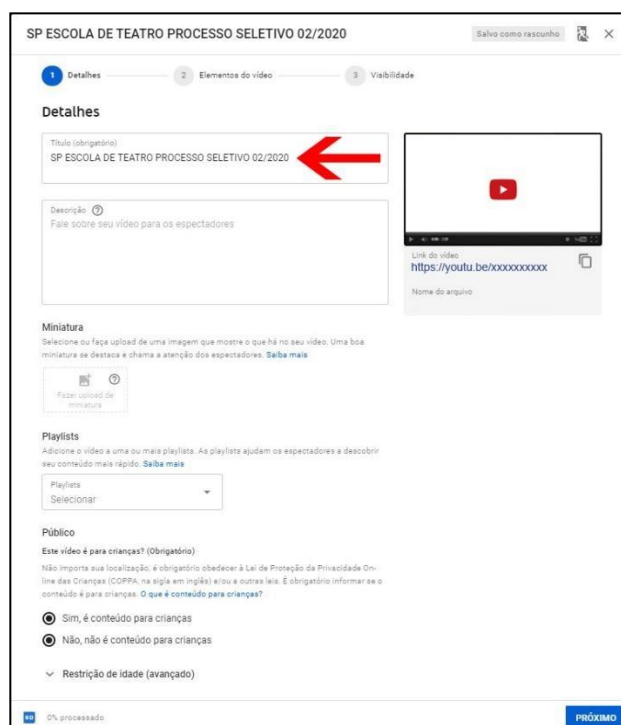 SP ESCOLA DE TEATRO PROCESSO SELETIVO 02/2020
Salvo como rascunho
1 Detalhes
2 Elementos do vídeo
3 Visibilidade
Detalhes
Título (obrigatório)
SP ESCOLA DE TEATRO PROCESSO SELETIVO 02/2020
Descrição
Fale sobre seu vídeo para os espectadores
Link do vídeo
https://youtu.be/xxxxxxxxxx
Nome do arquivo
Miniatura
Selecione ou faça upload de uma imagem que mostre o que há no seu vídeo. Uma boa
miniatura se destaca e chama a atenção dos espectadores. Saiba mais
Fazer upload de
miniatura
Playlists
Adicione o vídeo a uma ou mais playlista. As playlists ajudam os espectadores a descobrir
seu conteúdo mais rápido. Saiba mais
Playlists
Selecionar
Público
Este vídeo é para crianças? (Obrigatório)
Não importa sua localização, é obrigatório obedecer à Lei de Proteção da Privacidade On-
line das Crianças (COPPA, na sigla em inglês) e/ou a outras leis. É obrigatório informar se o
conteúdo é para crianças. O que é conteúdo para crianças?
Sim, é conteúdo para crianças
Não, não é conteúdo para crianças
Restrição de idade (avançado)
0% processado
PRÓXIMO